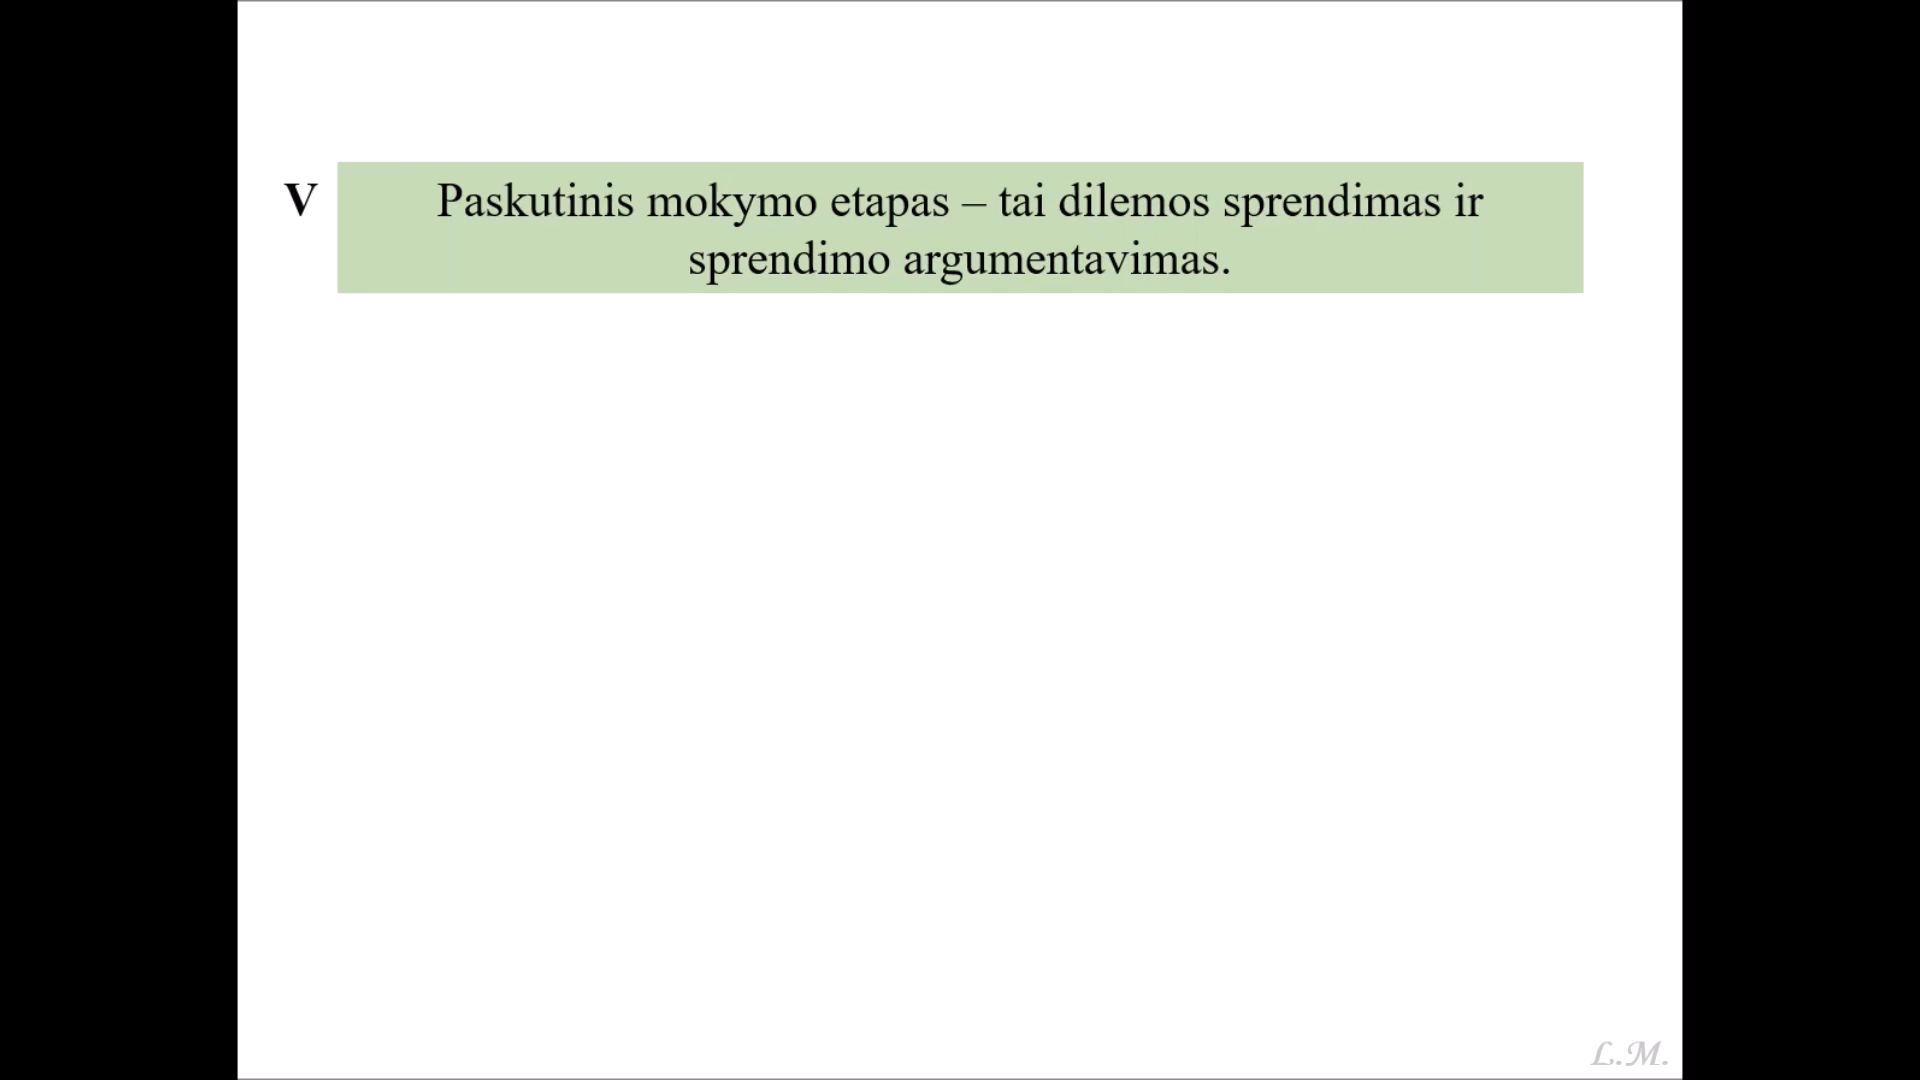 V Paskutinis mokymo etapas – tai dilemos sprendimas ir
sprendimo argumentavimas.
L.M.